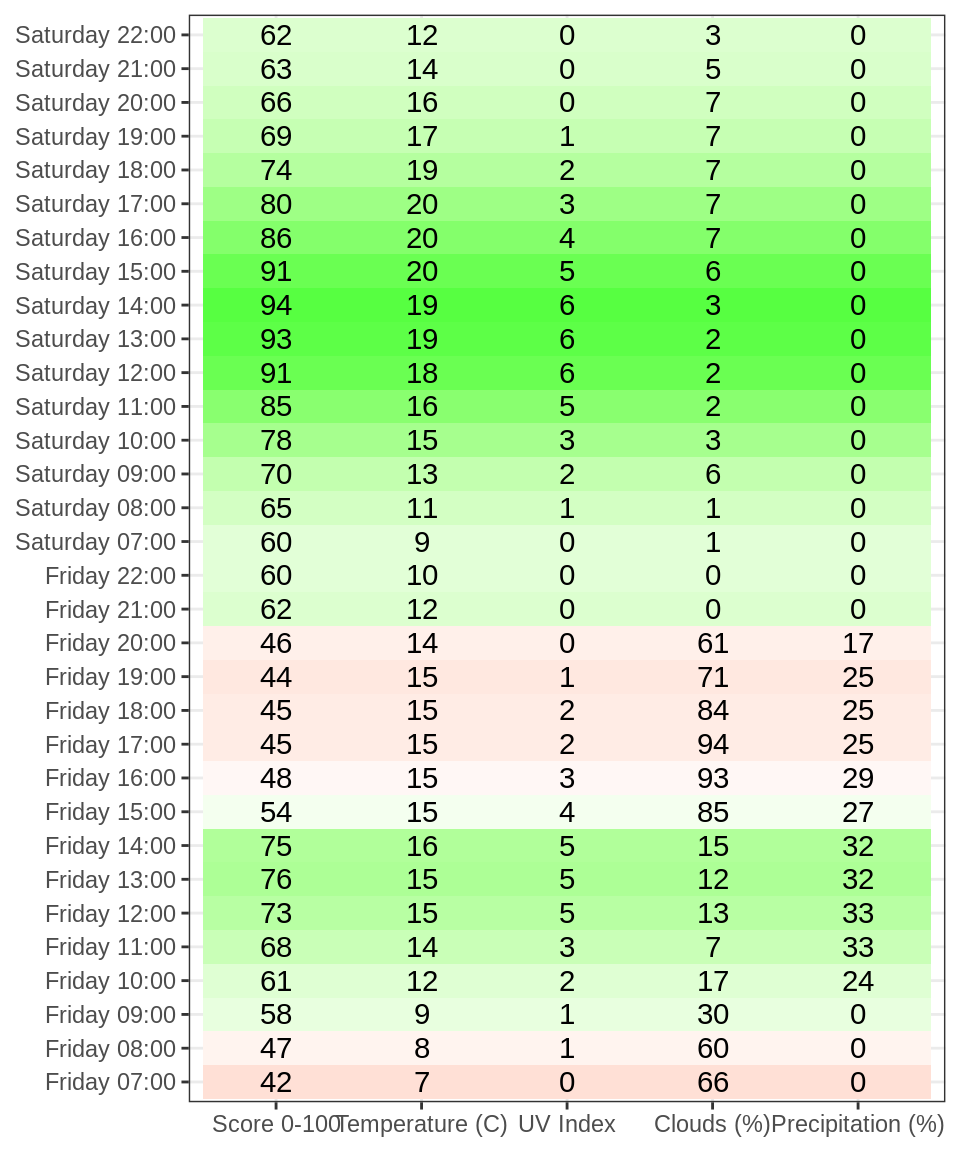 Saturday 22:00 62 12 0 3 0
Saturday 21:00 63 14 0 5 0
Saturday 20:00 66 16 0 7 0
Saturday 19:00 69 17 1 7 0
Saturday 18:00 74 19 2 7 0
Saturday 17:00 80 20 3 7 0
Saturday 16:00 86 20 4 7 0
Saturday 15:00 91 20 5 6 0
Saturday 14:00 94 19 6 3 0
Saturday 13:00 93 19 6 2 0
Saturday 12:00 91 18 6 2 0
Saturday 11:00 85 16 5 2 0
Saturday 10:00 78 15 3 3 0
Saturday 09:00 70 13 2 6 0
Saturday 08:00 65 11 1 1 0
Saturday 07:00 60 9 0 1 0
Friday 22:00 60 10 0 0 0
Friday 21:00 62 12 0 0 0
Friday 20:00 46 14 0 61 17
Friday 19:00 44 15 1 71 25
Friday 18:00 45 15 2 84 25
Friday 17:00 45 15 2 94 25
Friday 16:00 48 15 3 93 29
Friday 15:00 54 15 4 85 27
Friday 14:00 75 16 5 15 32
Friday 13:00 76 15 5 12 32
Friday 12:00 73 15 5 13 33
Friday 11:00 68 14 3 7 33
Friday 10:00 61 12 2 17 24
Friday 09:00 58 9 1 30 0
Friday 08:00 47 8 1 60 0
Friday 07:00 42 7 0 66 0
Score 0-100 Temperature (C) UV Index Clouds (%) Precipitation (%)